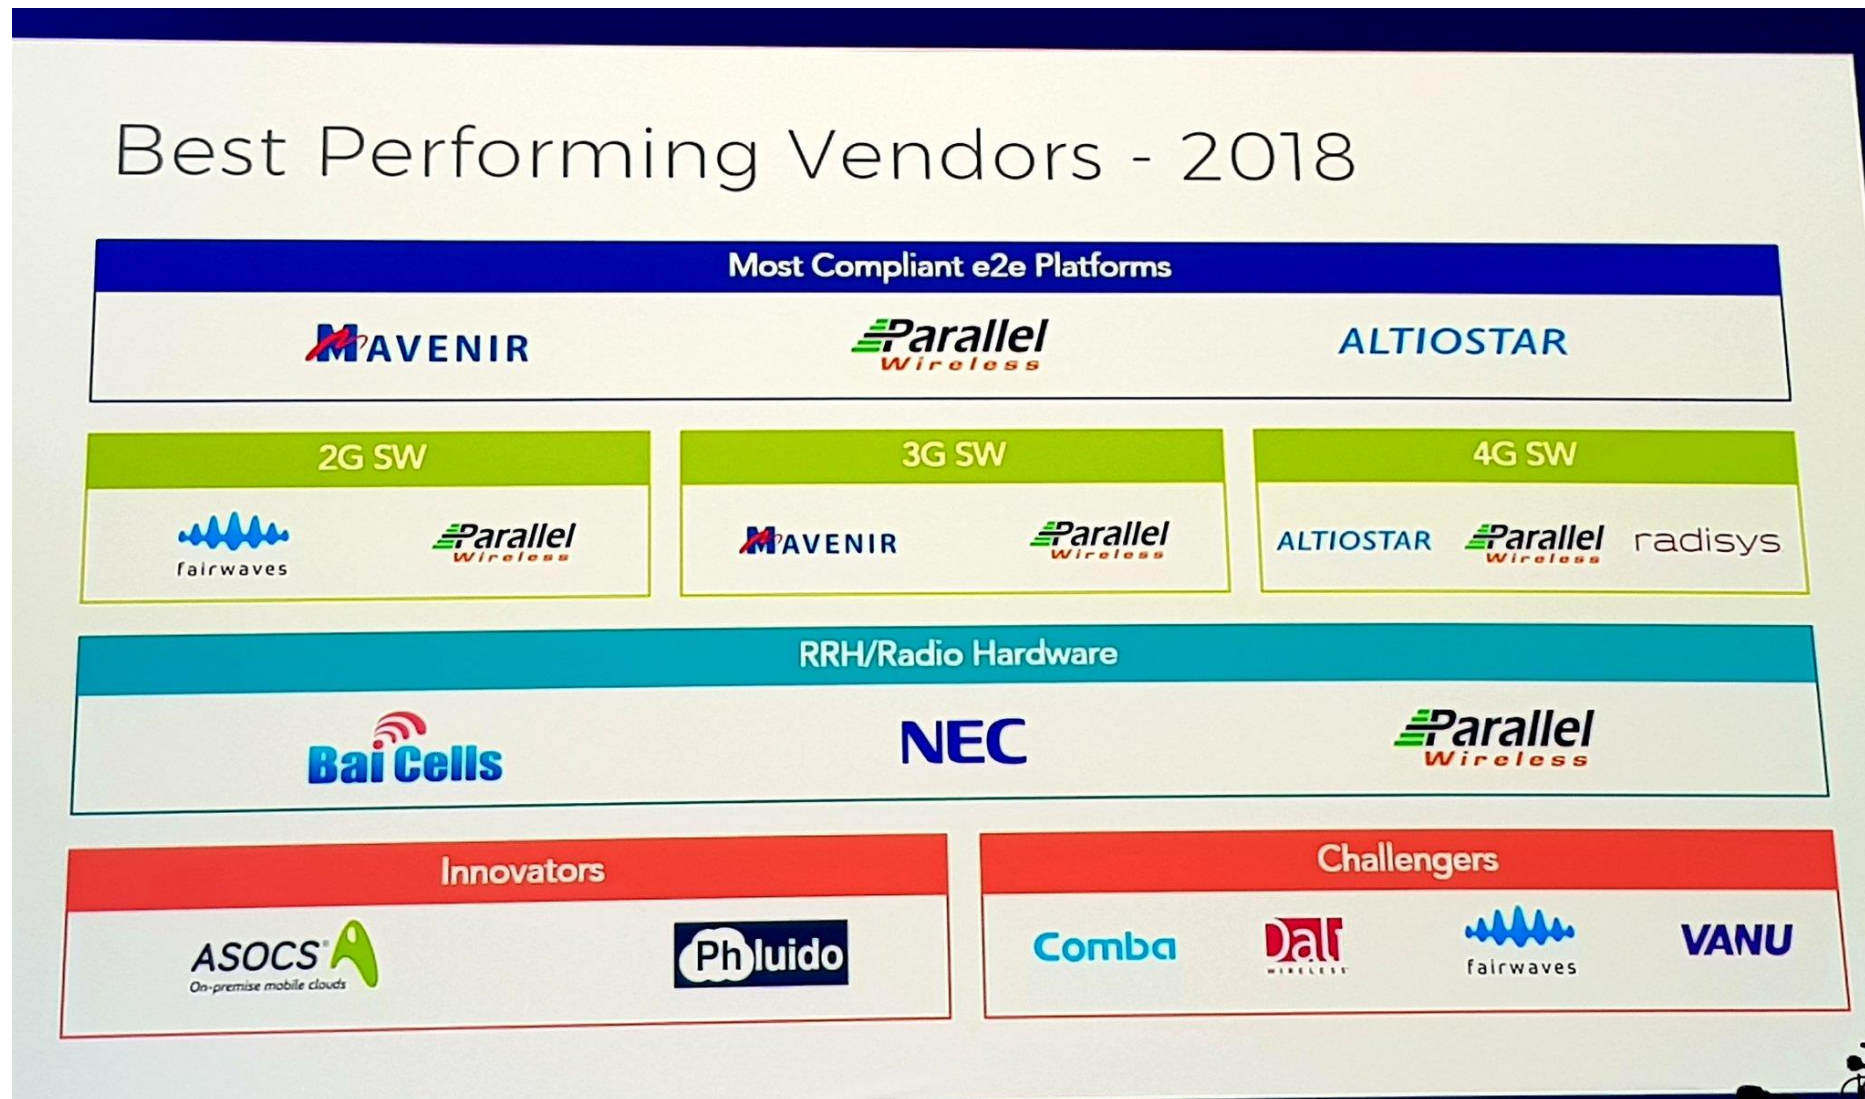 Best Performing Vendors - 2018
Most Compliant e2e Platforms
MAVENIR
Parallel
Wireless
ALTIOSTAR
2G SW
fairwaves
Parallel
Wireless
3G SW
MAVENIR
Parallel
Wireless
4G SW
ALTIOSTAR
Parallel
Wireless
radisys
RRH/Radio Hardware
Bai Cells
NEC
Parallel
Wireless
Innovators
ASOCS
On-premise mobile clouds
Phluido
Challengers
Comba
Dali
WIRELESS
fairwaves
VANU